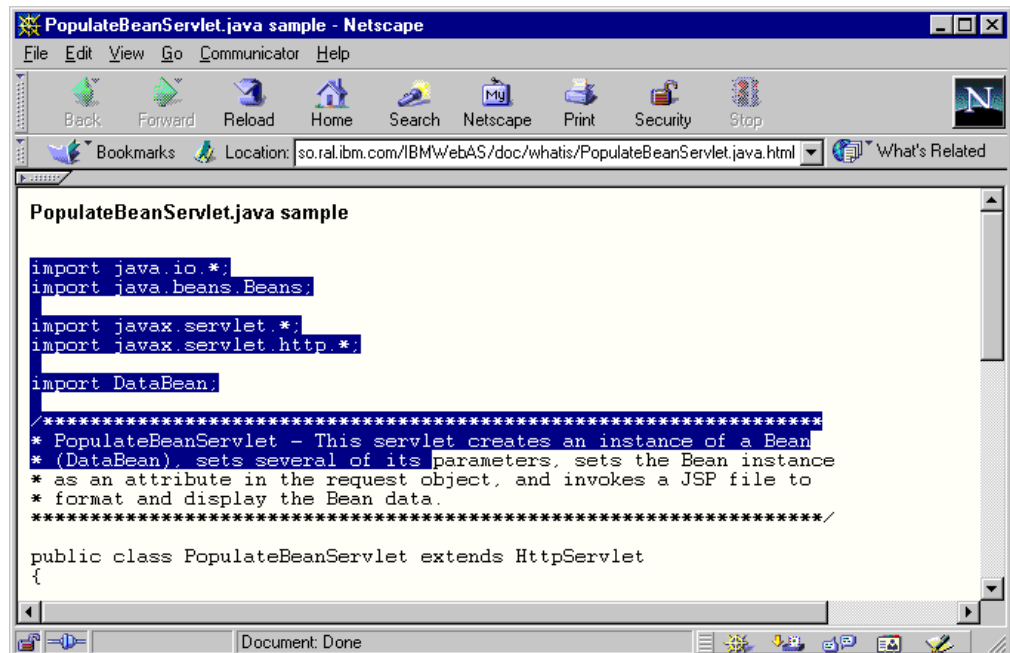 PopulateBeanServlet.java sample - Netscape
File Edit View Go Communicator Help
My
N
Back Forward Reload Home Search Netscape Print Security Stop
Bookmarks Location: so.ral.ibm.com/IBMWebAS/doc/whatis/PopulateBeanServlet.java.html What's Related
PopulateBeanServlet.java sample
import java.io.*;
import java.beans.Beans;
import javax.servlet.*;
import javax.servlet.http.*;
import DataBean;
/******************************************************************
* PopulateBeanServlet - This servlet creates an instance of a Bean
* (DataBean), sets several of its parameters, sets the Bean instance
* as an attribute in the request object, and invokes a JSP file to
* format and display the Bean data.
*******************************************************************/
public class PopulateBeanServlet extends HttpServlet
{
Document: Done